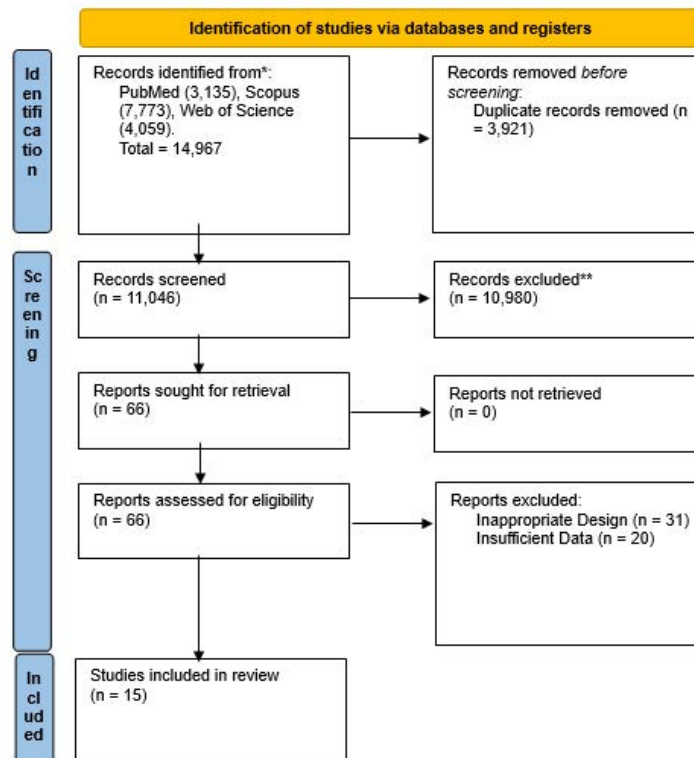 Identification of studies via databases and registers
Id
entifi
ca
tio
n
Records identified from*:
PubMed (3,135), Scopus
(7,773), Web of Science
(4,059).
Total = 14,967
Records removed before
screening:
Duplicate records removed (n
= 3,921)
Sc
re
en
in
g
Records screened
(n = 11,046)
Records excluded**
(n = 10,980)
Reports sought for retrieval
(n = 66)
Reports not retrieved
(n = 0)
Reports assessed for eligibility
(n = 66)
Reports excluded:
Inappropriate Design (n = 31)
Insufficient Data (n = 20)
In
cl
ud
ed
Studies included in review
(n = 15)